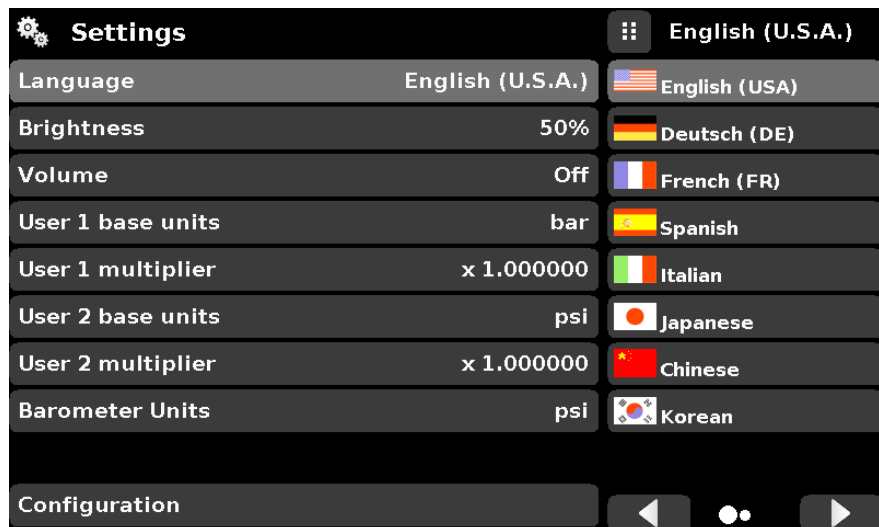 Settings
Language English (U.S.A.)
Brightness 50%
Volume Off
User 1 base units bar
User 1 multiplier x 1.000000
User 2 base units psi
User 2 multiplier x 1.000000
Barometer Units psi
Configuration
English (U.S.A.)
English (USA)
Deutsch (DE)
French (FR)
Spanish
Italian
Japanese
Chinese
Korean